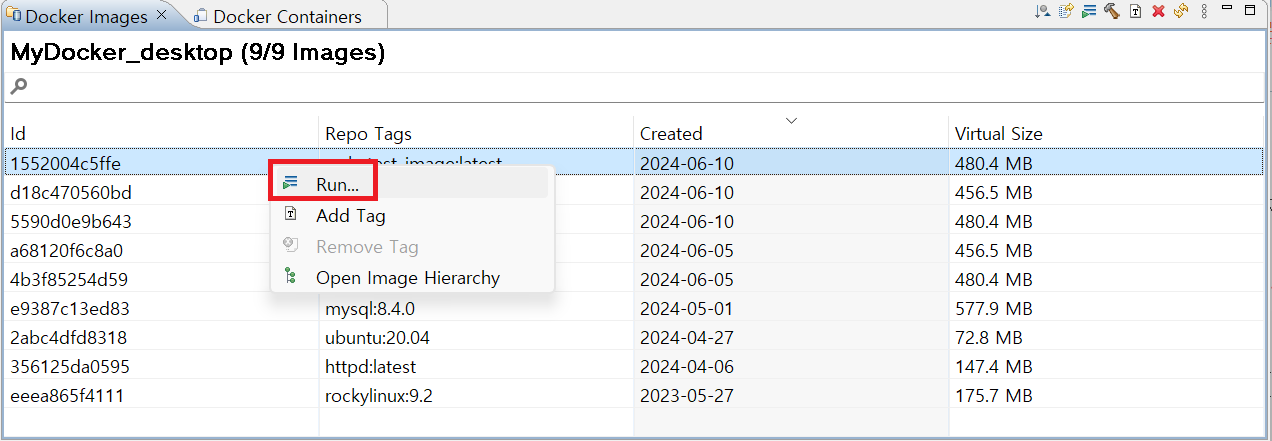 Docker Images
Docker Containers
MyDocker_desktop (9/9 Images)
Id Repo Tags Created Virtual Size
1552004c5ffe test_image:latest 2024-06-10 480.4 MB
d18c470560bd 2024-06-10 456.5 MB
5590d0e9b643 2024-06-10 480.4 MB
a68120f6c8a0 2024-06-05 456.5 MB
4b3f85254d59 2024-06-05 480.4 MB
e9387c13ed83 mysql:8.4.0 2024-05-01 577.9 MB
2abc4dfd8318 ubuntu:20.04 2024-04-27 72.8 MB
356125da0595 httpd:latest 2024-04-06 147.4 MB
eeea865f4111 rockylinux:9.2 2023-05-27 175.7 MB
Run...
Add Tag
Remove Tag
Open Image Hierarchy